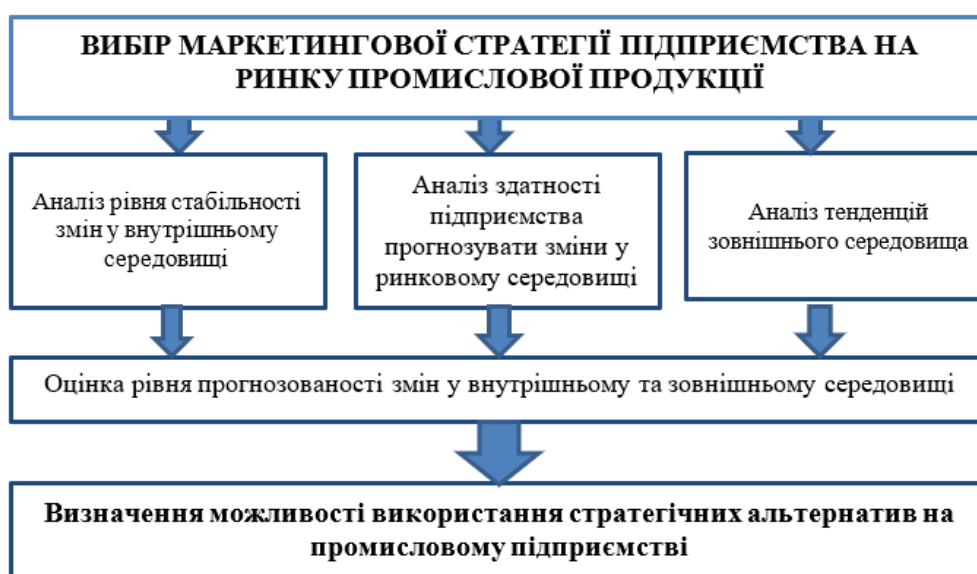 ВИБІР МАРКЕТИНГОВОЇ СТРАТЕГІЇ ПІДПРИЄМСТВА НА
РИНКУ ПРОМИСЛОВОЇ ПРОДУКЦІЇ
Аналіз рівня стабільності
змін у внутрішньому
середовищі
Аналіз здатності
підприємства
прогнозувати зміни у
ринковому середовищі
Аналіз тенденцій
зовнішнього середовища
Оцінка рівня прогнозованості змін у внутрішньому та зовнішньому середовищі
Визначення можливості використання стратегічних альтернатив на
промисловому підприємстві